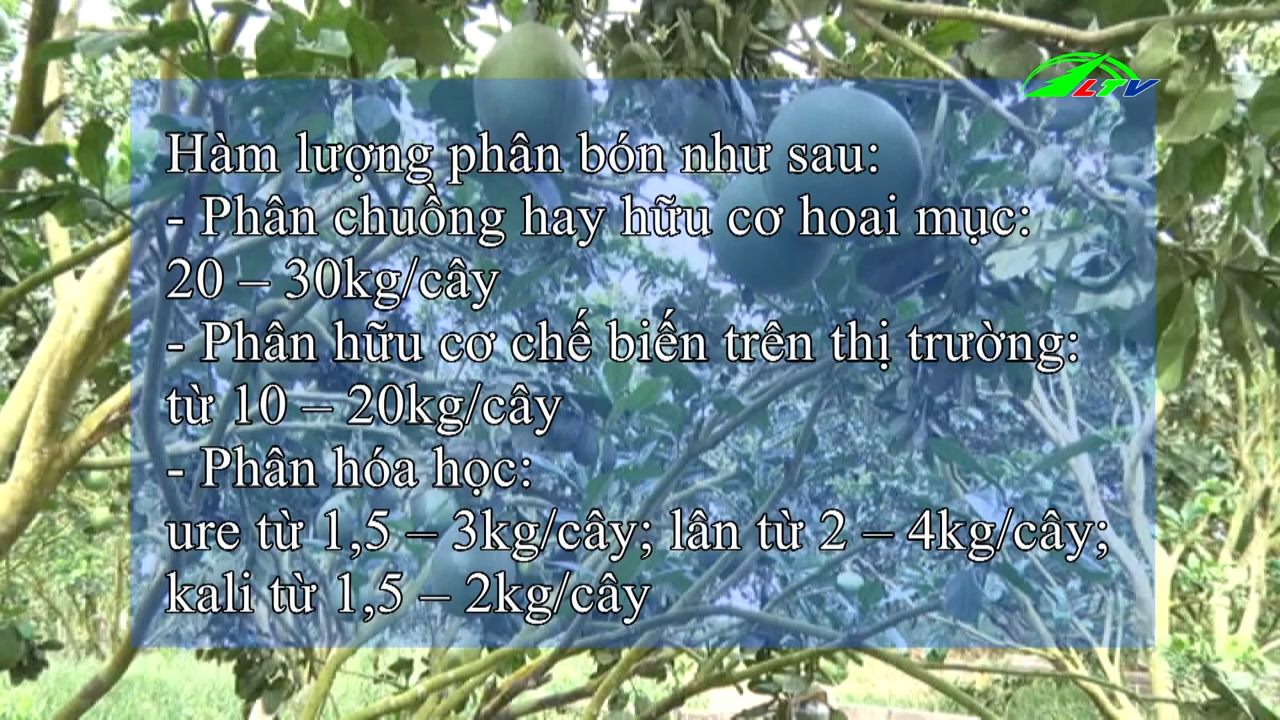 LTV
Hàm lượng phân bón như sau:
- Phân chuồng hay hữu cơ hoai mục:
20 – 30kg/cây
- Phân hữu cơ chế biến trên thị trường:
từ 10 – 20kg/cây
- Phân hóa học:
ure từ 1,5 – 3kg/cây; lân từ 2 – 4kg/cây;
kali từ 1,5 – 2kg/cây